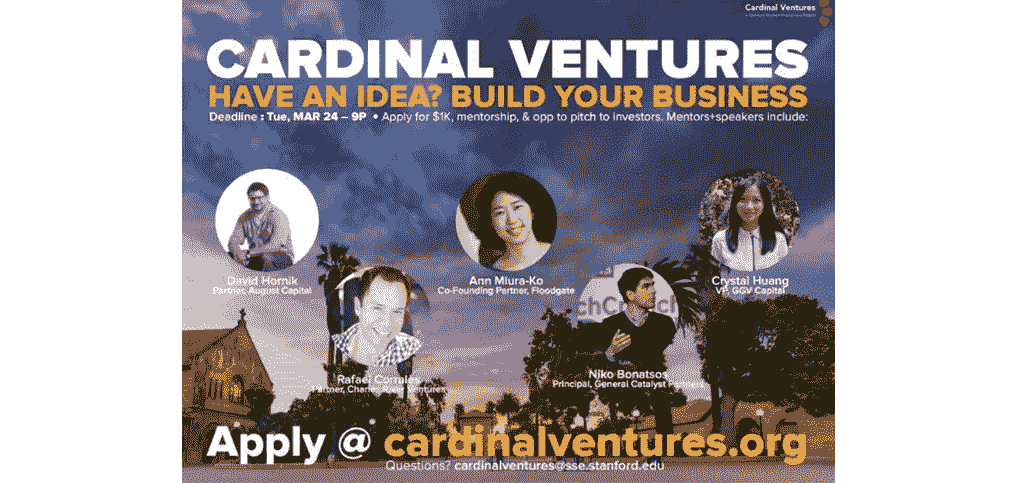 Cardinal Ventures
CARDINAL VENTURES
HAVE AN IDEA? BUILD YOUR BUSINESS
Deadline : Tue, MAR 24 – 9P • Apply for $1K, mentorship, & opp to pitch to investors. Mentors+speakers include:
David Hornik
Partner, August Capital
Ann Miura-Ko
Co-Founding Partner, Floodgate
Crystal Huang
VP, GGV Capital
Rafael Corrales
Partner, Charles River Ventures
chCr
Niko Bonatsos
Principal, General Catalyst Partners
Apply @ cardinalventures.org
Questions? cardinalventures@sse.stanford.edu